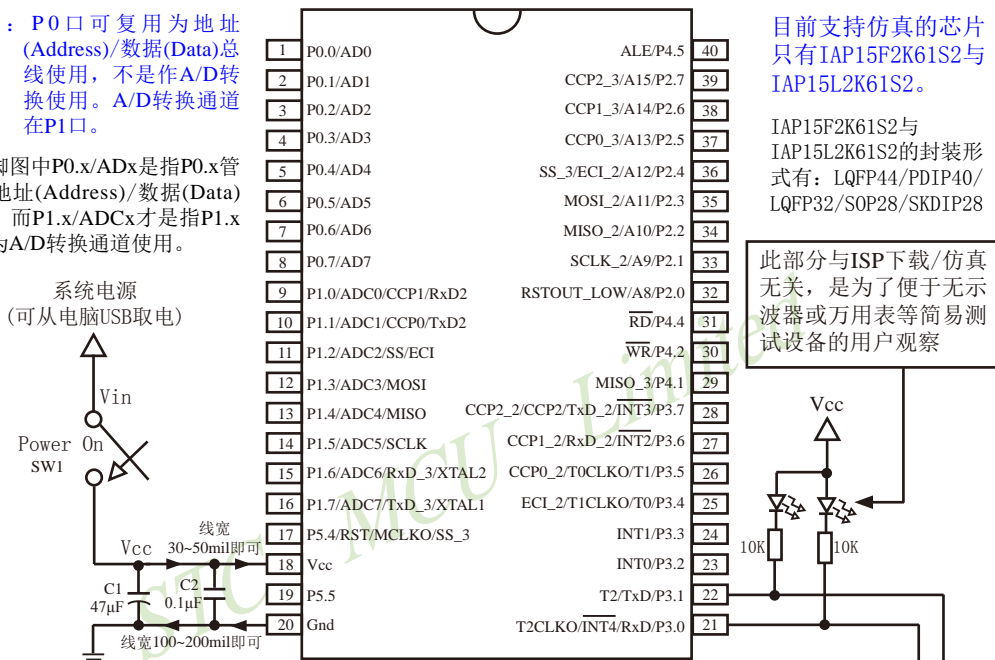 ：P0口可复用为地址
(Address)/数据(Data)总
线使用，不是作A/D转
换使用。A/D转换通道
在P1口。
脚图中P0.x/ADx是指P0.x管
地址(Address)/数据(Data)
而P1.x/ADCx才是指P1.x
为A/D转换通道使用。
系统电源
(可从电脑USB取电)
Vin
Power On
SW1
Vcc
线宽
30~50mil即可
C1
47μF
C2
0.1μF
线宽100~200mil即可
1 P0.0/AD0
2 P0.1/AD1
3 P0.2/AD2
4 P0.3/AD3
5 P0.4/AD4
6 P0.5/AD5
7 P0.6/AD6
8 P0.7/AD7
9 P1.0/ADC0/CCP1/RxD2
10 P1.1/ADC1/CCP0/TxD2
11 P1.2/ADC2/SS/ECI
12 P1.3/ADC3/MOSI
13 P1.4/ADC4/MISO
14 P1.5/ADC5/SCLK
15 P1.6/ADC6/RxD_3/XTAL2
16 P1.7/ADC7/TxD_3/XTAL1
17 P5.4/RST/MCLKO/SS_3
18 Vcc
19 P5.5
20 Gnd
ALE/P4.5 40
CCP2_3/A15/P2.7 39
CCP1_3/A14/P2.6 38
CCP0_3/A13/P2.5 37
SS_3/ECI_2/A12/P2.4 36
MOSI_2/A11/P2.3 35
MISO_2/A10/P2.2 34
SCLK_2/A9/P2.1 33
RSTOUT_LOW/A8/P2.0 32
RD/P4.4 31
WR/P4.2 30
MISO_3/P4.1 29
CCP2_2/CCP2/TxD_2/INT3/P3.7 28
CCP1_2/RxD_2/INT2/P3.6 27
CCP0_2/T0CLKO/T1/P3.5 26
ECI_2/T1CLKO/T0/P3.4 25
INT1/P3.3 24
INT0/P3.2 23
T2/TxD/P3.1 22
T2CLKO/INT4/RxD/P3.0 21
STC MCU Limited
目前支持仿真的芯片
只有IAP15F2K61S2与
IAP15L2K61S2。
IAP15F2K61S2与
IAP15L2K61S2的封装形
式有：LQFP44/PDIP40/
LQFP32/SOP28/SKDIP28
此部分与ISP下载/仿真
无关，是为了便于无示
波器或万用表等简易测
试设备的用户观察
Vcc
10K
10K